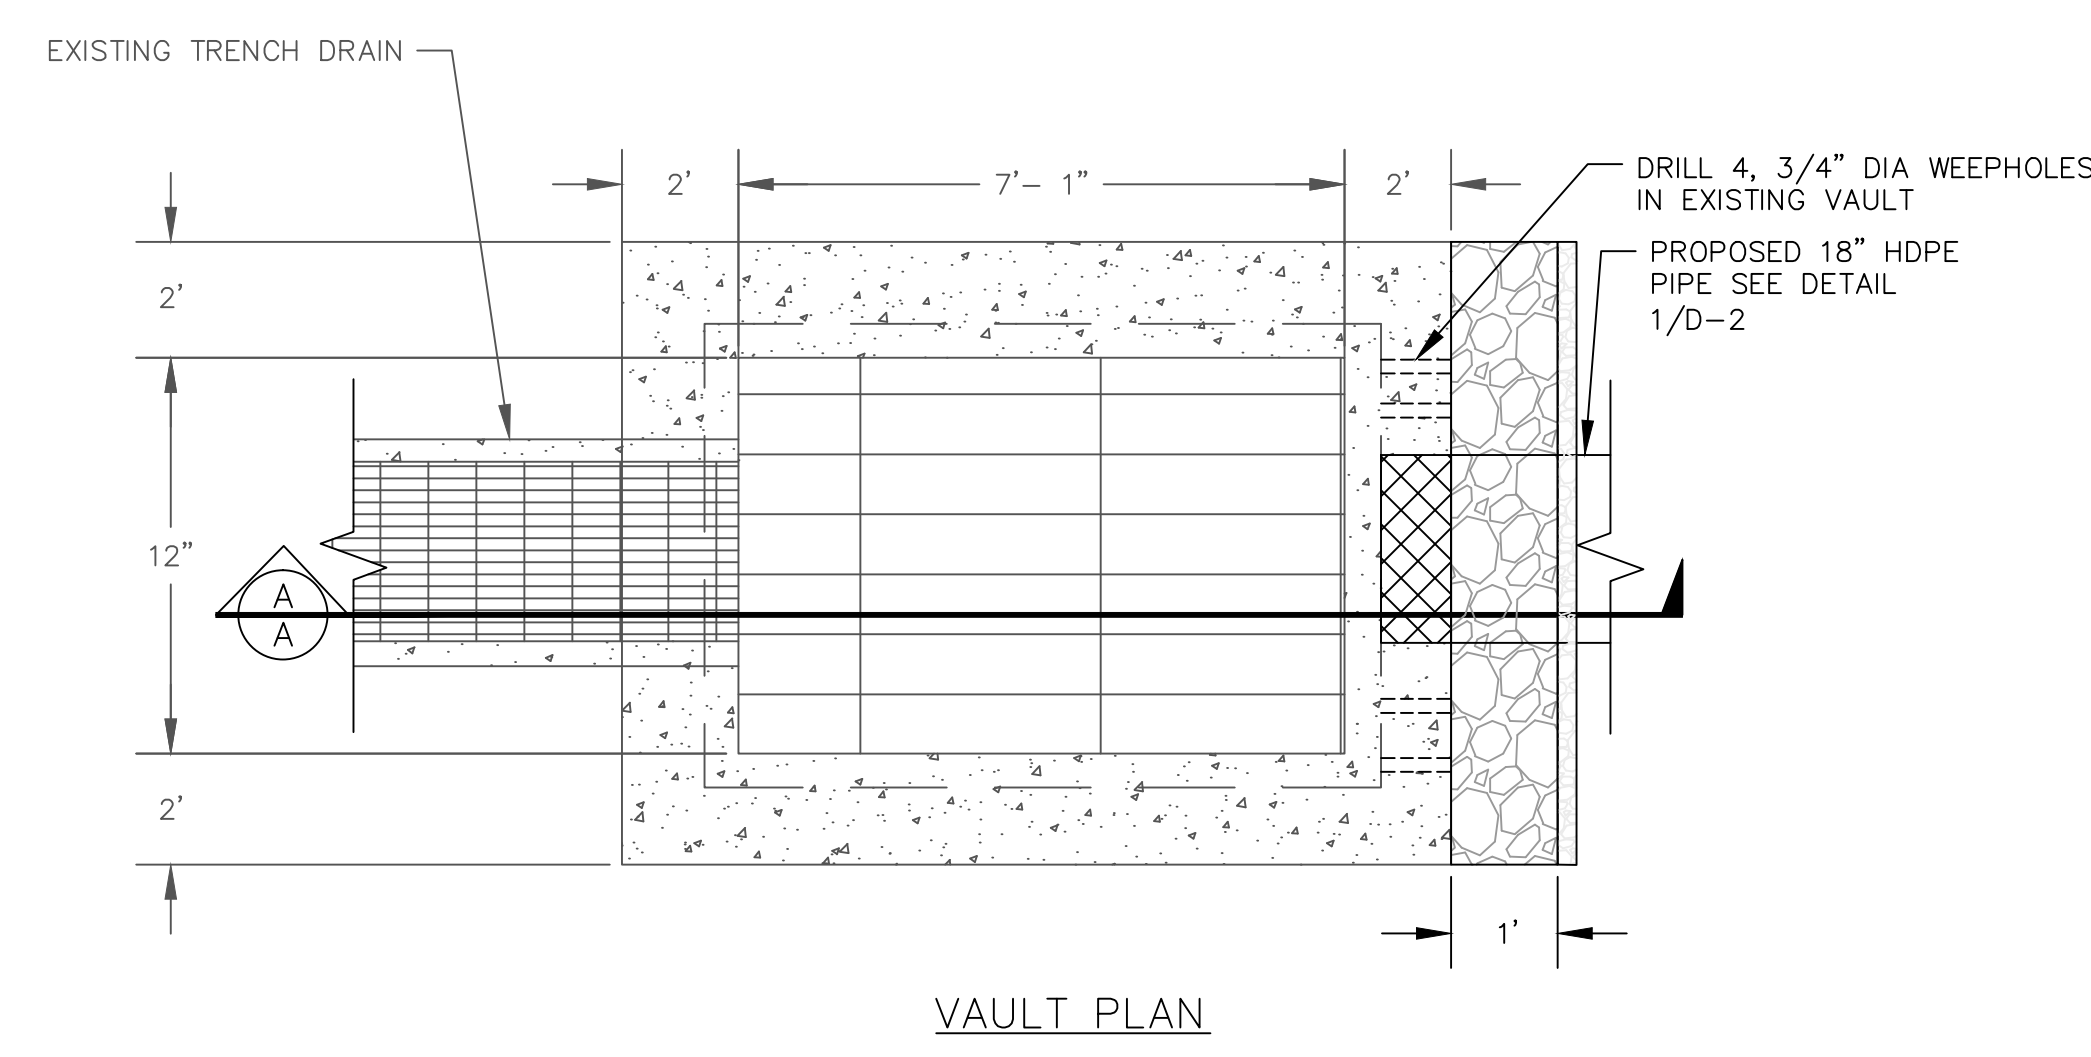 EXISTING TRENCH DRAIN
DRILL 4, 3/4" DIA WEEPHOLES
IN EXISTING VAULT
2'
7'- 1"
2'
PROPOSED 18" HDPE
PIPE SEE DETAIL
1/D-2
2'
12"
A
A
2'
1'
VAULT PLAN